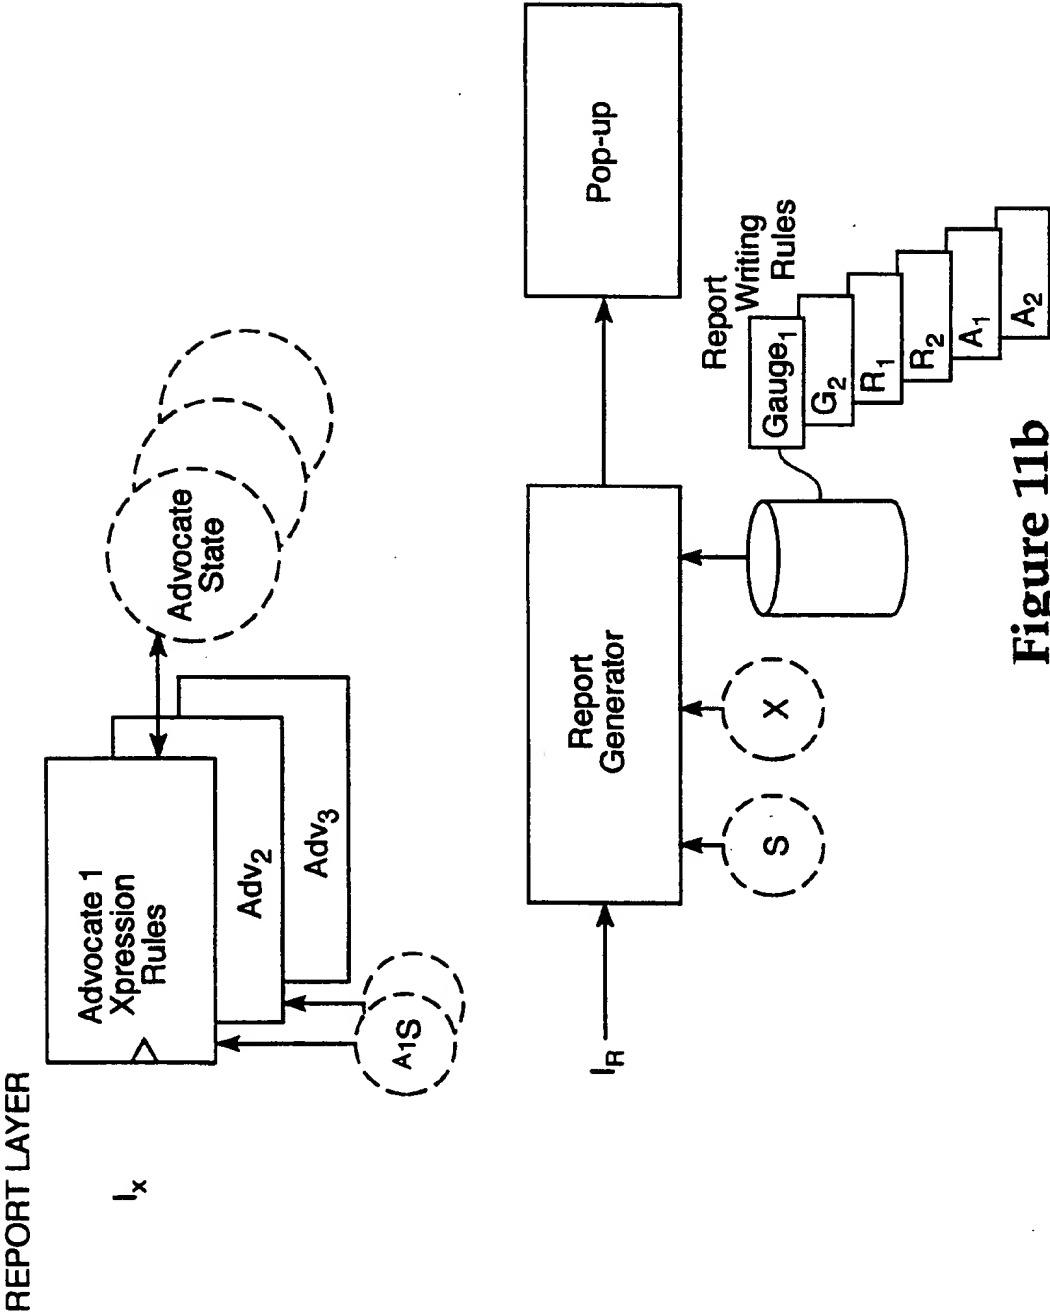 REPORT LAYER
Ix
Advocate 1
Xpression
Rules
Adv2
Adv3
A1S
Advocate
State
IR
Report
Generator
S
X
Pop-up
Report
Writing
Rules
Gauge1
G2
R1
R2
A1
A2
Figure 11b